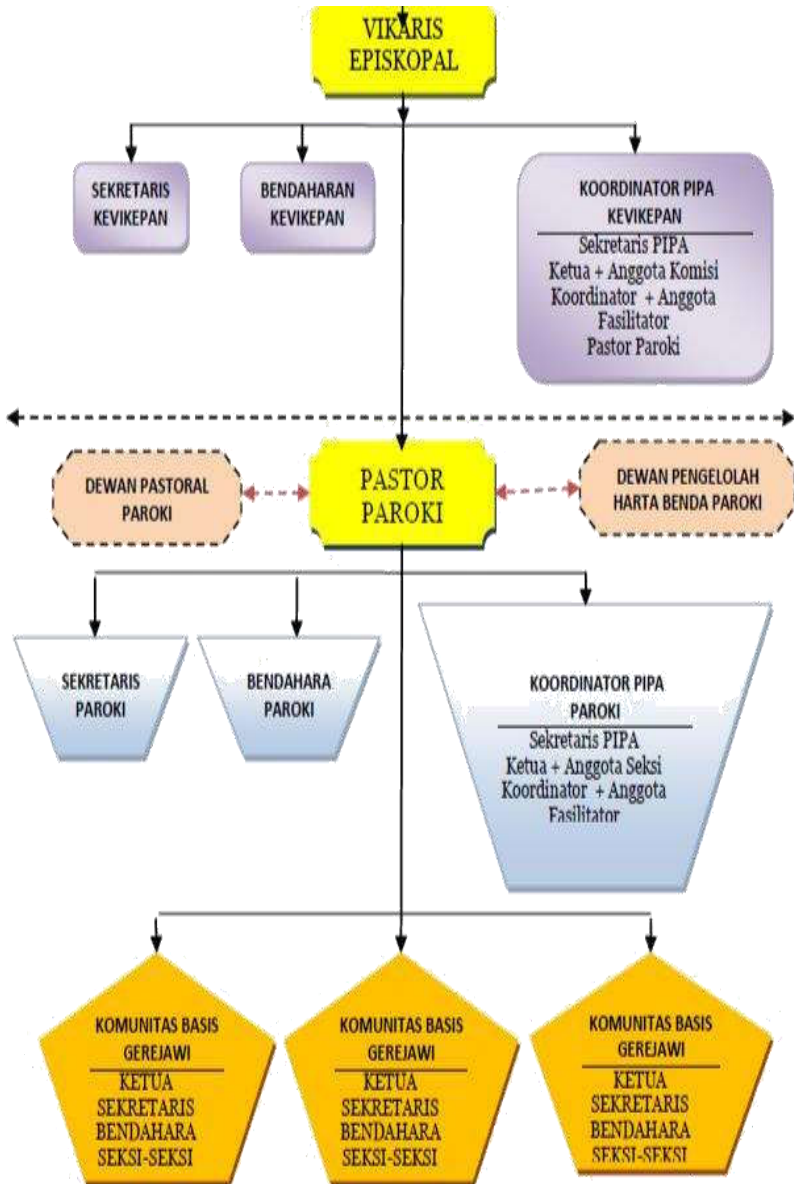 VIKARIS
EPISKOPAL
SEKRETARIS
KEVIKEPAN
BENDAHARAN
KEVIKEPAN
KOORDINATOR PIPA
KEVIKEPAN
Sekretaris PIPA
Ketua + Anggota Komisi
Koordinator + Anggota
Fasilitator
Pastor Paroki
DEWAN PASTORAL
PAROKI
PASTOR
PAROKI
DEWAN PENGELOLAH
HARTA BENDA PAROKI
SEKRETARIS
PAROKI
BENDAHARA
PAROKI
KOORDINATOR PIPA
PAROKI
Sekretaris PIPA
Ketua + Anggota Seksi
Koordinator + Anggota
Fasilitator
KOMUNITAS BASIS
GEREJAWI
KETUA
SEKRETARIS
BENDAHARA
SEKSI-SEKSI
KOMUNITAS BASIS
GEREJAWI
KETUA
SEKRETARIS
BENDAHARA
SEKSI-SEKSI
KOMUNITAS BASIS
GEREJAWI
KETUA
SEKRETARIS
BENDAHARA
SEKSI-SEKSI